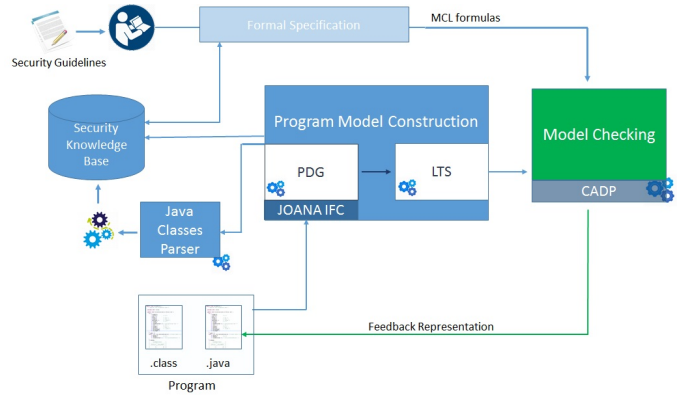 Formal Specification
MCL formulas
Security Guidelines
Security
Knowledge
Base
Program Model Construction
Model Checking
PDG
LTS
CADP
JOANA IFC
Java
Classes
Parser
Feedback Representation
.class
.java
Program